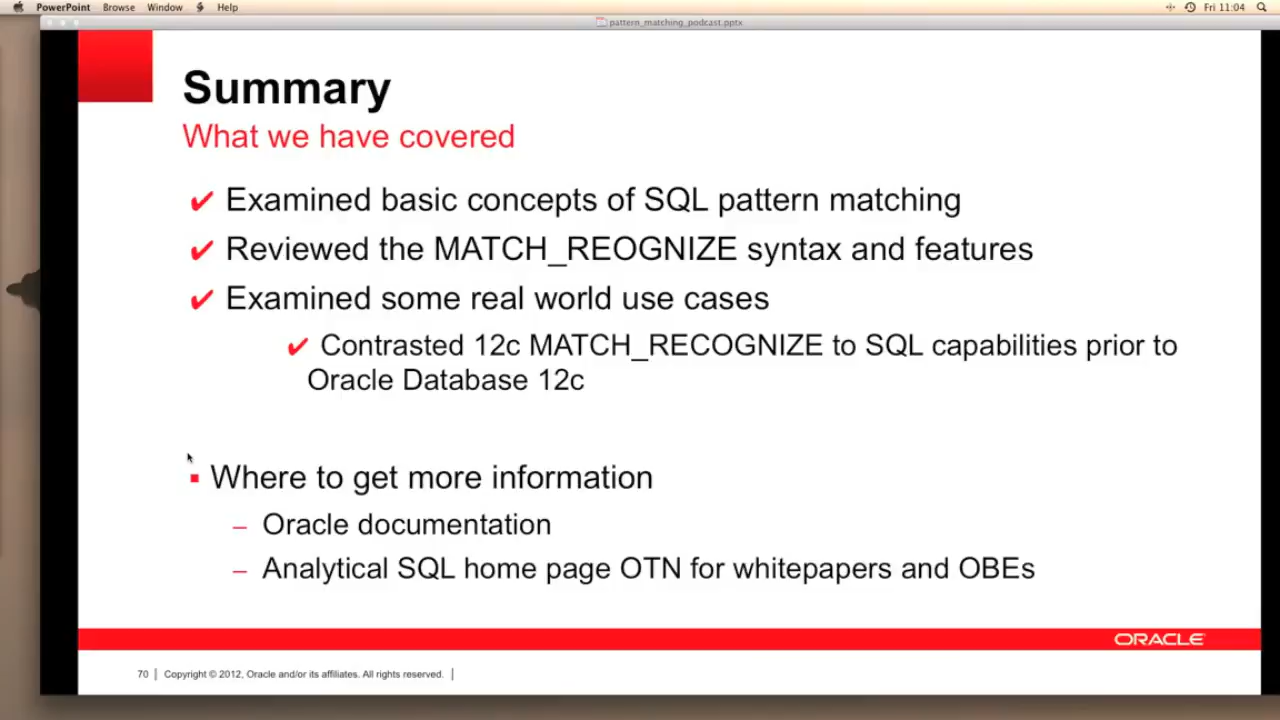 PowerPoint Browse Window Help Fri 11:04
pattern_matching_podcast.pptx
Summary
What we have covered
✔ Examined basic concepts of SQL pattern matching
✔ Reviewed the MATCH_REOGNIZE syntax and features
✔ Examined some real world use cases
✔ Contrasted 12c MATCH_RECOGNIZE to SQL capabilities prior to
Oracle Database 12c
▪ Where to get more information
– Oracle documentation
– Analytical SQL home page OTN for whitepapers and OBEs
ORACLE
70 | Copyright © 2012, Oracle and/or its affiliates. All rights reserved. |